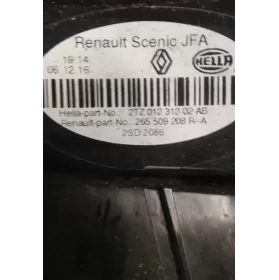 Renault Scenic JFA
19:14
06.12.16
HELLA
Hella-part-No.: 2TZ 012 312-02 AB
Renault-part-No.: 265 509 208 R--A
2SD 2086